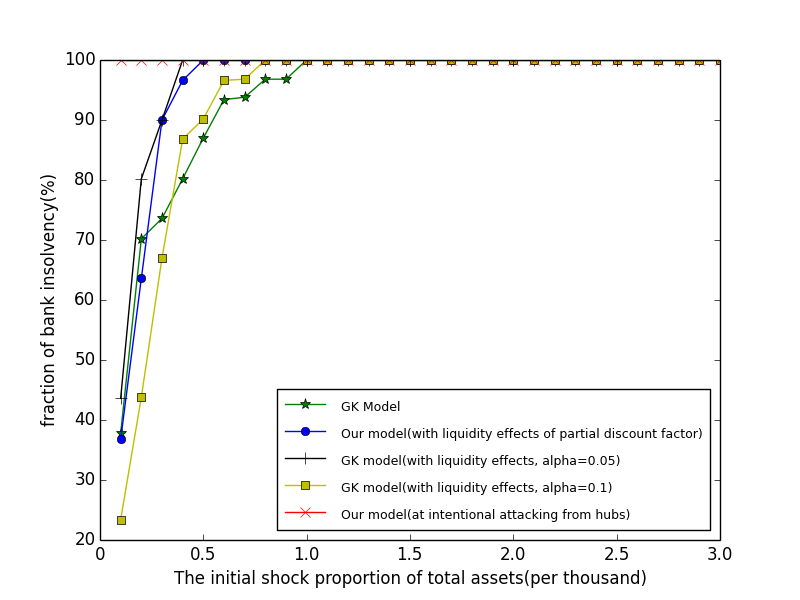 100
90
80
70
60
50
40
30
20
fraction of bank insolvency(%)
GK Model
Our model(with liquidity effects of partial discount factor)
GK model(with liquidity effects, alpha=0.05)
GK model(with liquidity effects, alpha=0.1)
Our model(at intentional attacking from hubs)
0 0.5 1.0 1.5 2.0 2.5 3.0
The initial shock proportion of total assets(per thousand)